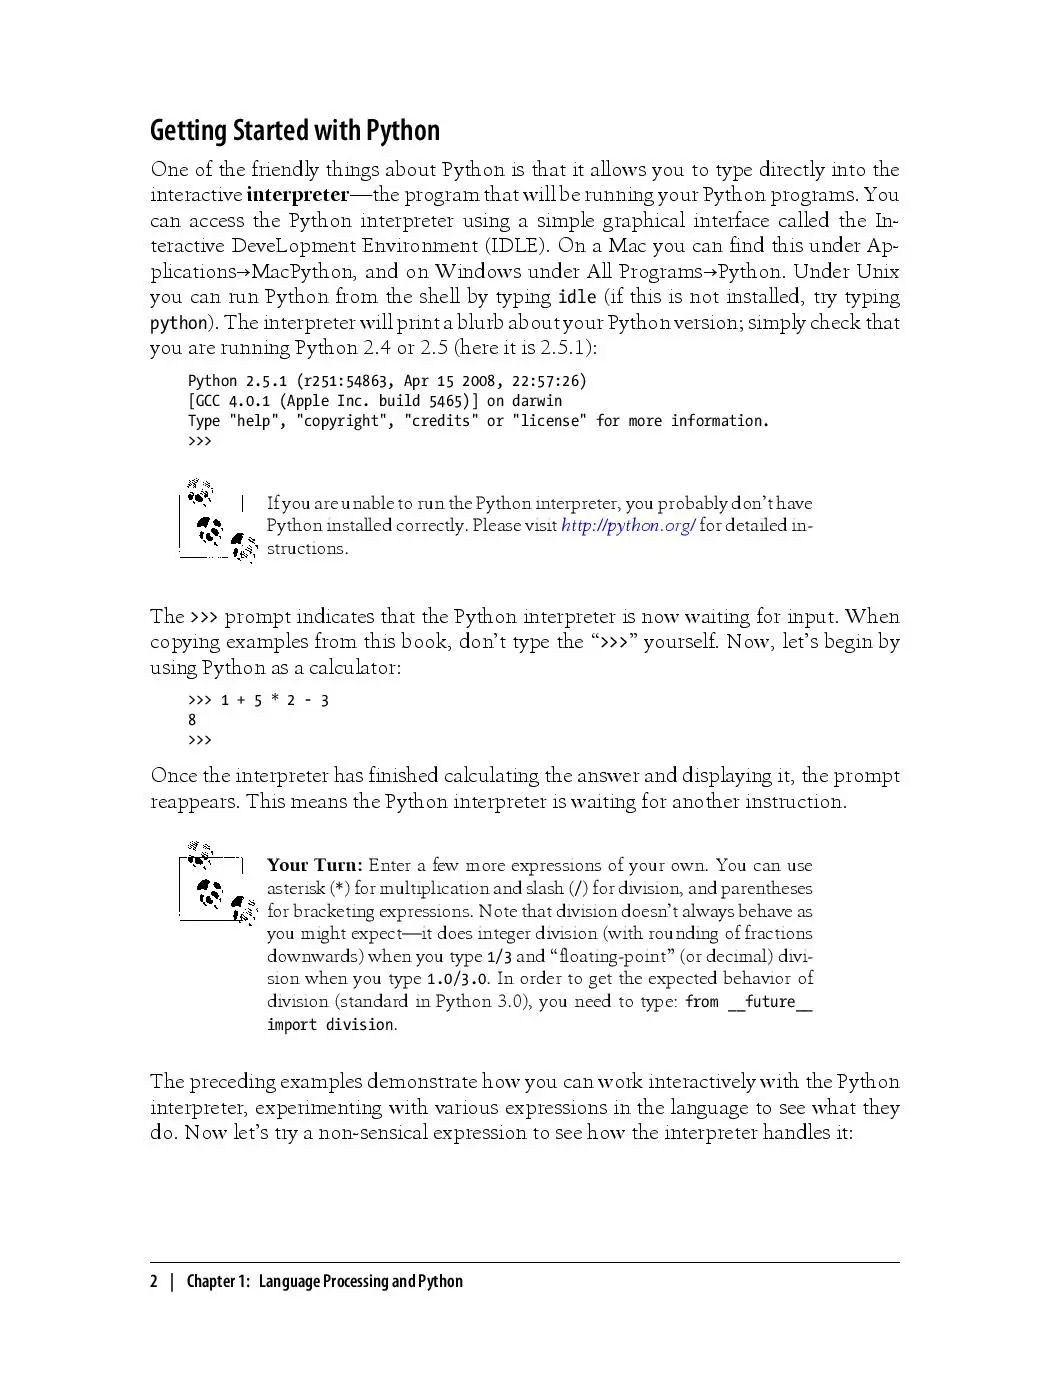 Getting Started with Python
One of the friendly things about Python is that it allows you to type directly into the
interactive interpreter—the program that will be running your Python programs. You
can access the Python interpreter using a simple graphical interface called the In-
teractive DeveLopment Environment (IDLE). On a Mac you can find this under Ap-
plications→MacPython, and on Windows under All Programs→Python. Under Unix
you can run Python from the shell by typing idle (if this is not installed, try typing
python). The interpreter will print a blurb about your Python version; simply check that
you are running Python 2.4 or 2.5 (here it is 2.5.1):
Python 2.5.1 (r251:54863, Apr 15 2008, 22:57:26)
[GCC 4.0.1 (Apple Inc. build 5465)] on darwin
Type "help", "copyright", "credits" or "license" for more information.
>>>
If you are unable to run the Python interpreter, you probably don’t have
Python installed correctly. Please visit http://python.org/ for detailed in-
structions.
The >>> prompt indicates that the Python interpreter is now waiting for input. When
copying examples from this book, don’t type the “>>>” yourself. Now, let’s begin by
using Python as a calculator:
>>> 1 + 5 * 2 - 3
8
>>>
Once the interpreter has finished calculating the answer and displaying it, the prompt
reappears. This means the Python interpreter is waiting for another instruction.
Your Turn: Enter a few more expressions of your own. You can use
asterisk (*) for multiplication and slash (/) for division, and parentheses
for bracketing expressions. Note that division doesn’t always behave as
you might expect—it does integer division (with rounding of fractions
downwards) when you type 1/3 and “floating-point” (or decimal) divi-
sion when you type 1.0/3.0. In order to get the expected behavior of
division (standard in Python 3.0), you need to type: from __future__
import division.
The preceding examples demonstrate how you can work interactively with the Python
interpreter, experimenting with various expressions in the language to see what they
do. Now let’s try a non-sensical expression to see how the interpreter handles it:
2 | Chapter 1: Language Processing and Python